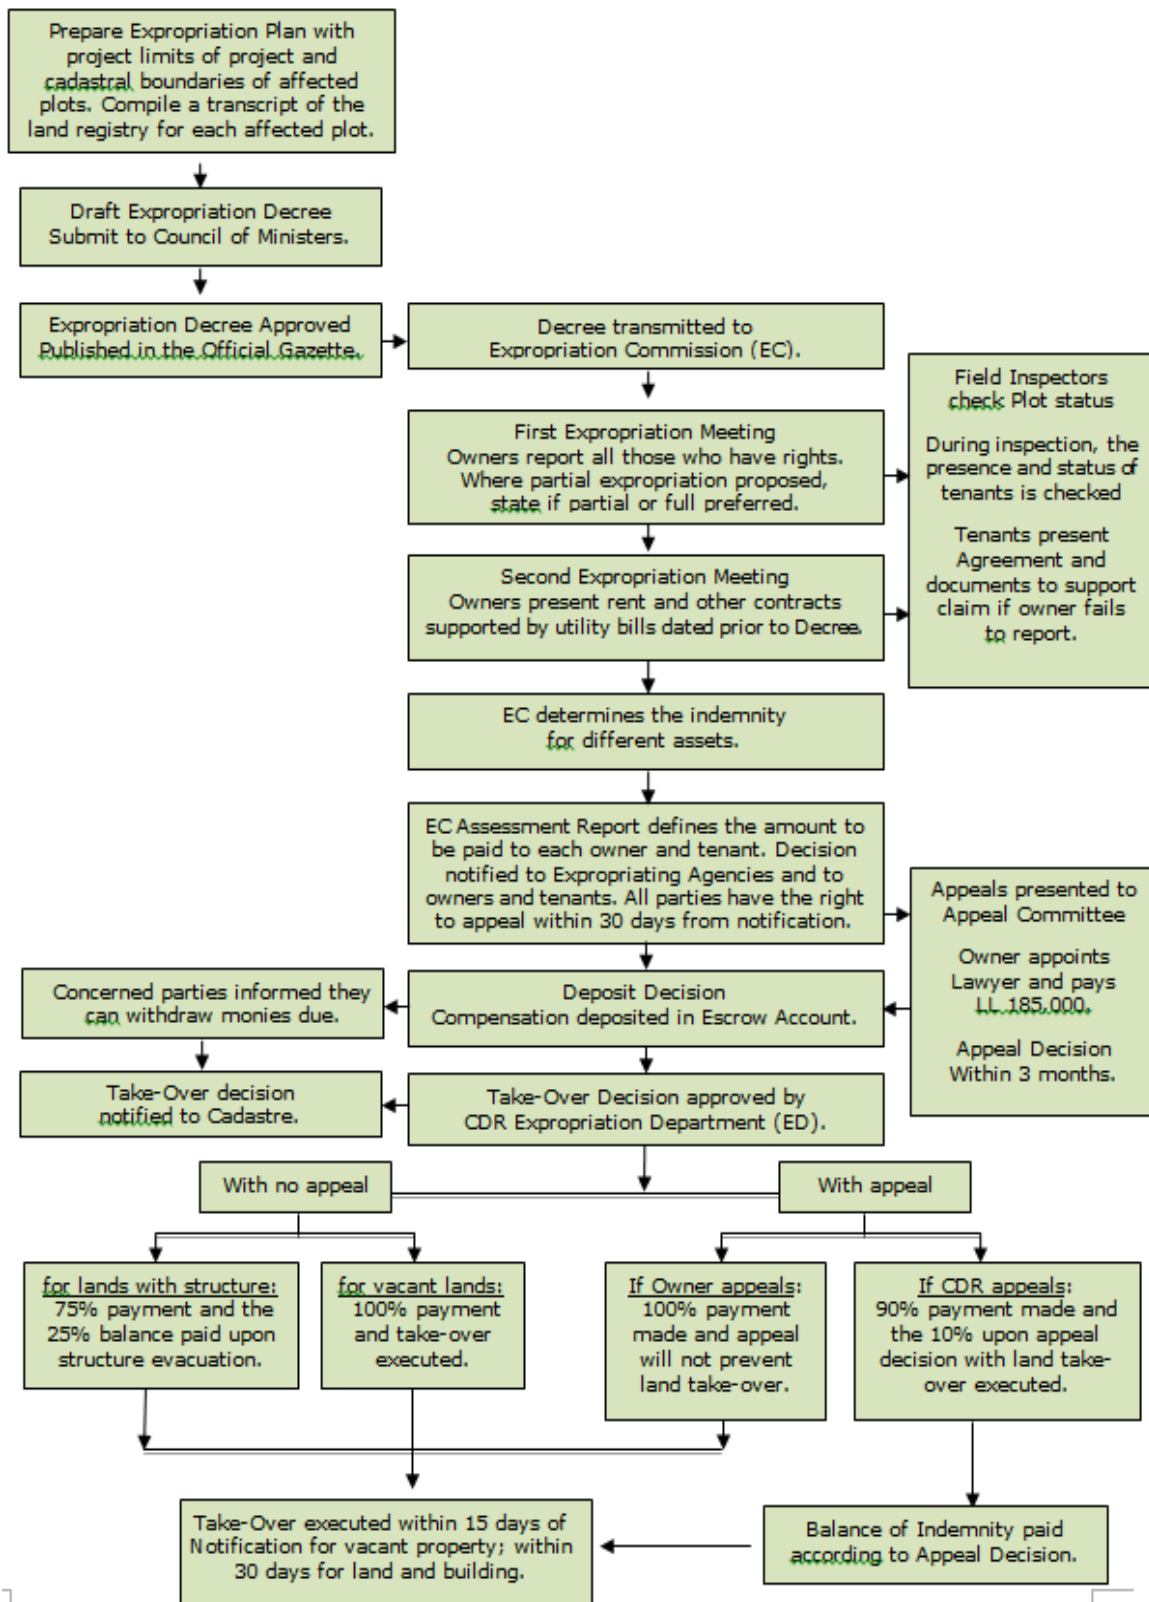 Prepare Expropriation Plan with
project limits of project and
cadastral boundaries of affected
plots. Compile a transcript of the
land registry for each affected plot.
Draft Expropriation Decree
Submit to Council of Ministers.
Expropriation Decree Approved
Published in the Official Gazette.
Decree transmitted to
Expropriation Commission (EC).
First Expropriation Meeting
Owners report all those who have rights.
Where partial expropriation proposed,
state if partial or full preferred.
Field Inspectors
check Plot status
During inspection, the
presence and status of
tenants is checked
Tenants present
Agreement and
documents to support
claim if owner fails
to report.
Second Expropriation Meeting
Owners present rent and other contracts
supported by utility bills dated prior to Decree.
EC determines the indemnity
for different assets.
EC Assessment Report defines the amount to
be paid to each owner and tenant. Decision
notified to Expropriating Agencies and to
owners and tenants. All parties have the right
to appeal within 30 days from notification.
Appeals presented to
Appeal Committee
Owner appoints
Lawyer and pays
LL 185,000.
Appeal Decision
Within 3 months.
Deposit Decision
Compensation deposited in Escrow Account.
Concerned parties informed they
can withdraw monies due.
Take-Over decision
notified to Cadastre.
Take-Over Decision approved by
CDR Expropriation Department (ED).
With no appeal
With appeal
for lands with structure:
75% payment and the
25% balance paid upon
structure evacuation.
for vacant lands:
100% payment
and take-over
executed.
If Owner appeals:
100% payment
made and appeal
will not prevent
land take-over.
If CDR appeals:
90% payment made and
the 10% upon appeal
decision with land take-
over executed.
Take-Over executed within 15 days of
Notification for vacant property; within
30 days for land and building.
Balance of Indemnity paid
according to Appeal Decision.